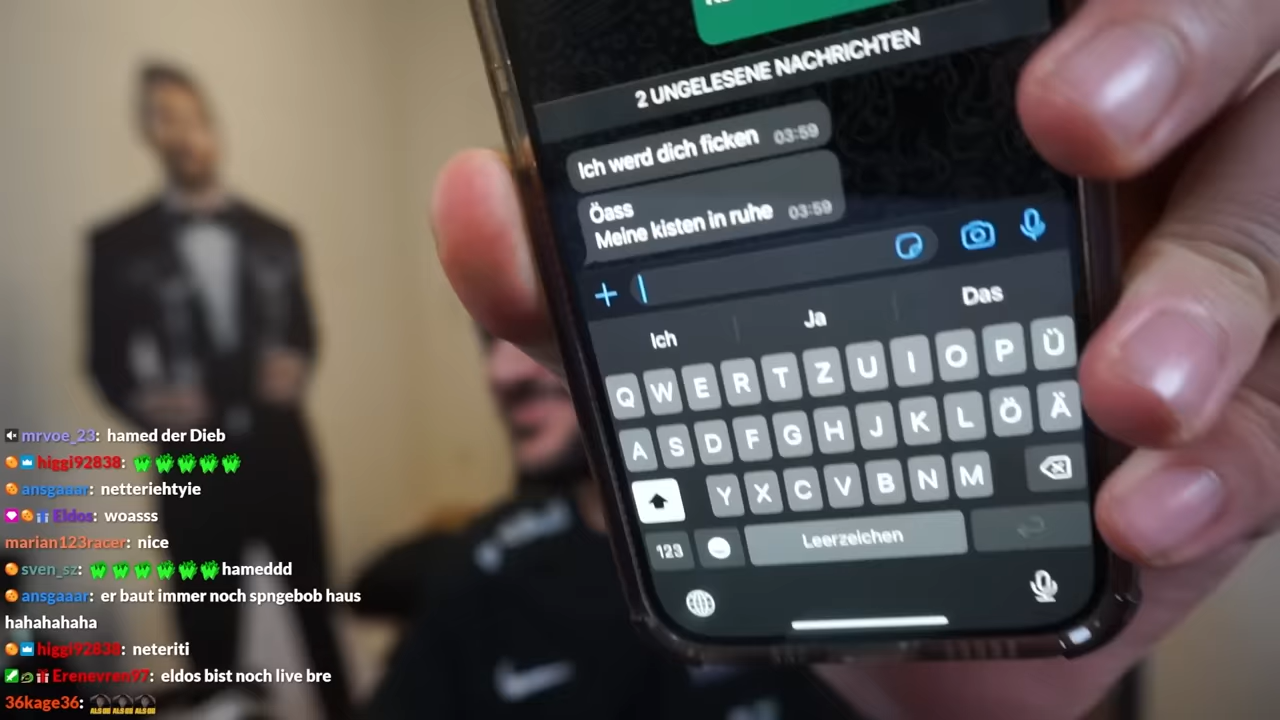 2 UNGELESENE NACHRICHTEN
Ich werd dich ficken 03:59
Öass
Meine kisten in ruhe 03:59
Ich Ja Das
Q W E R T Z U I O P Ü
A S D F G H J K L Ö Ä
Y X C V B N M
123 Leerzeichen
mrvoe_23: hamed der Dieb
higgi92838:
ansgaaar: netteriehtyie
Eldos: woasss
marian123racer: nice
sven_sz: hameddd
ansgaaar: er baut immer noch spngebob haus
hahahahaha
higgi92838: neteriti
Erenevren97: eldos bist noch live bre
36kage36: